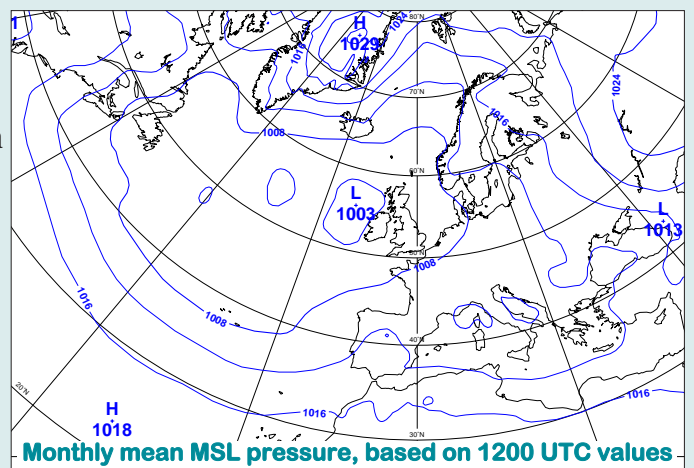 1
H
1029
1024
80°N
1016
70°N
1024
1008
1016
60°N
L
1003
L
1013
50°N
1008
1016
1008
40°N
20°N
H
1018
1016
1016
30°N
Monthly mean MSL pressure, based on 1200 UTC values